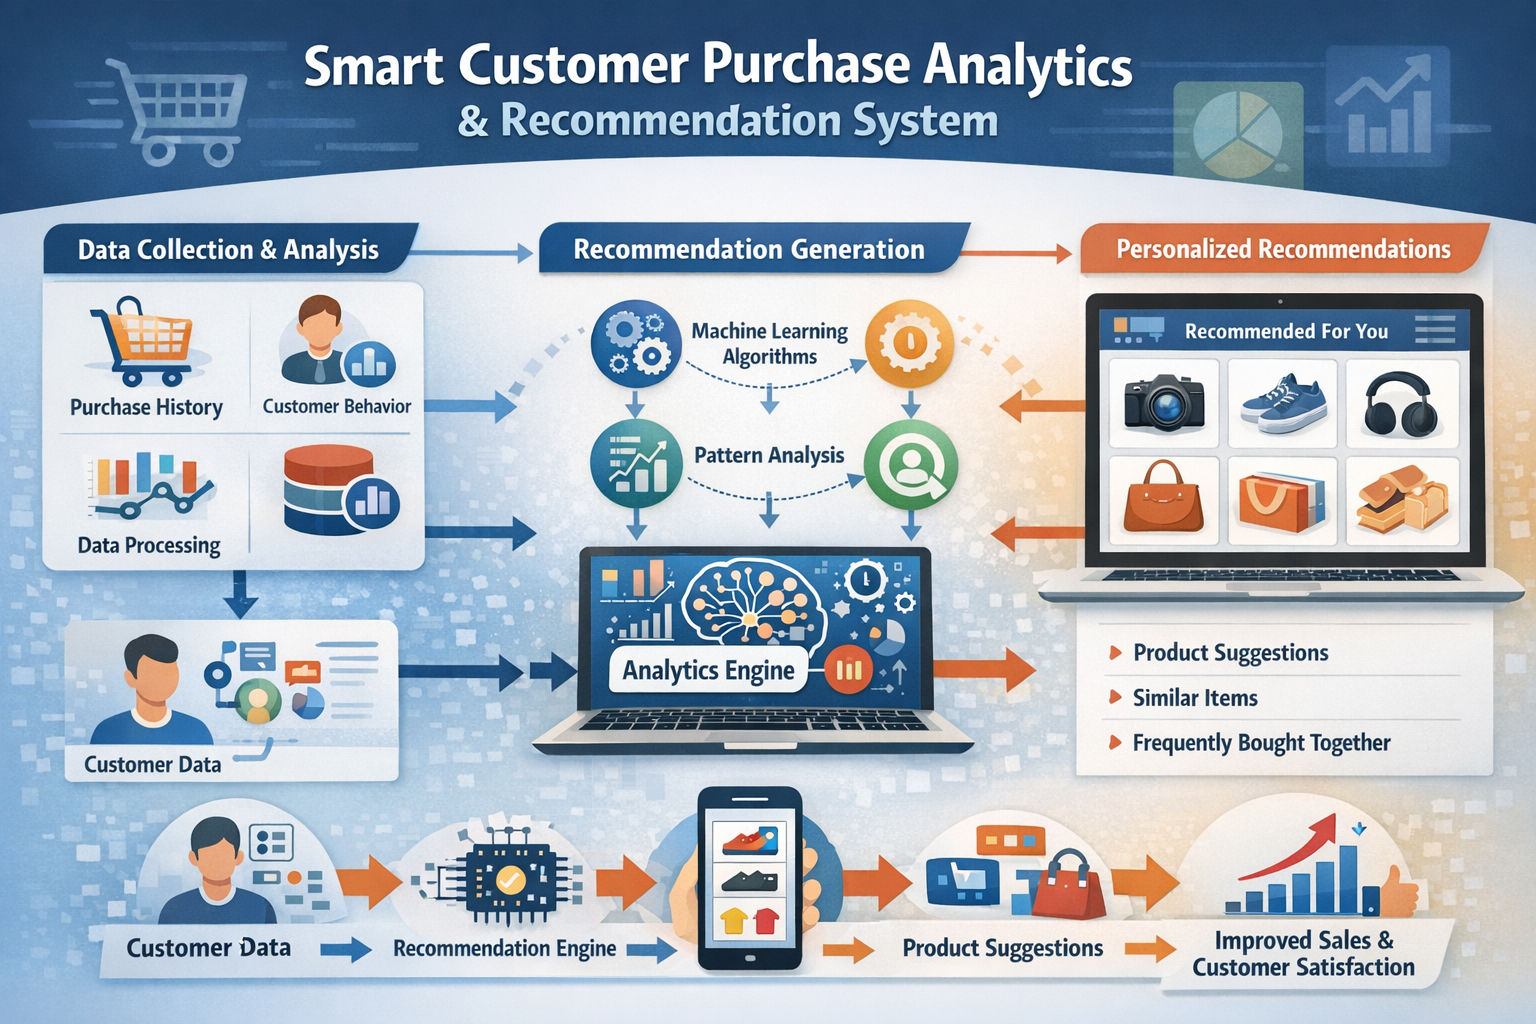 Smart Customer Purchase Analytics
& Recommendation System
Data Collection & Analysis
Recommendation Generation
Personalized Recommendations
Purchase History
Customer Behavior
Data Processing
Customer Data
Machine Learning
Algorithms
Pattern Analysis
Analytics Engine
Recommended For You
Product Suggestions
Similar Items
Frequently Bought Together
Customer Data
Recommendation Engine
Product Suggestions
Improved Sales &
Customer Satisfaction